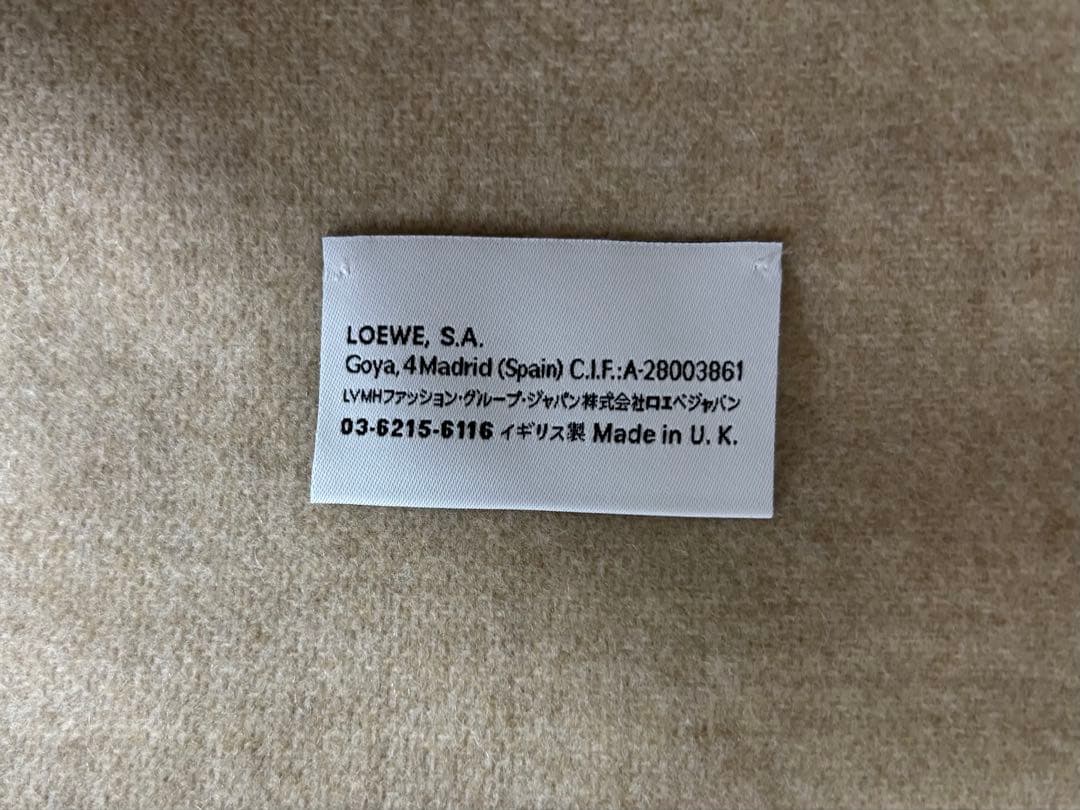 LOEWE, S.A.
Goya, 4 Madrid (Spain) C.I.F.:A-28003861
LVMHファッション・グループ・ジャパン株式会社ロエベジャパン
03-6215-6116 イギリス製 Made in U. K.